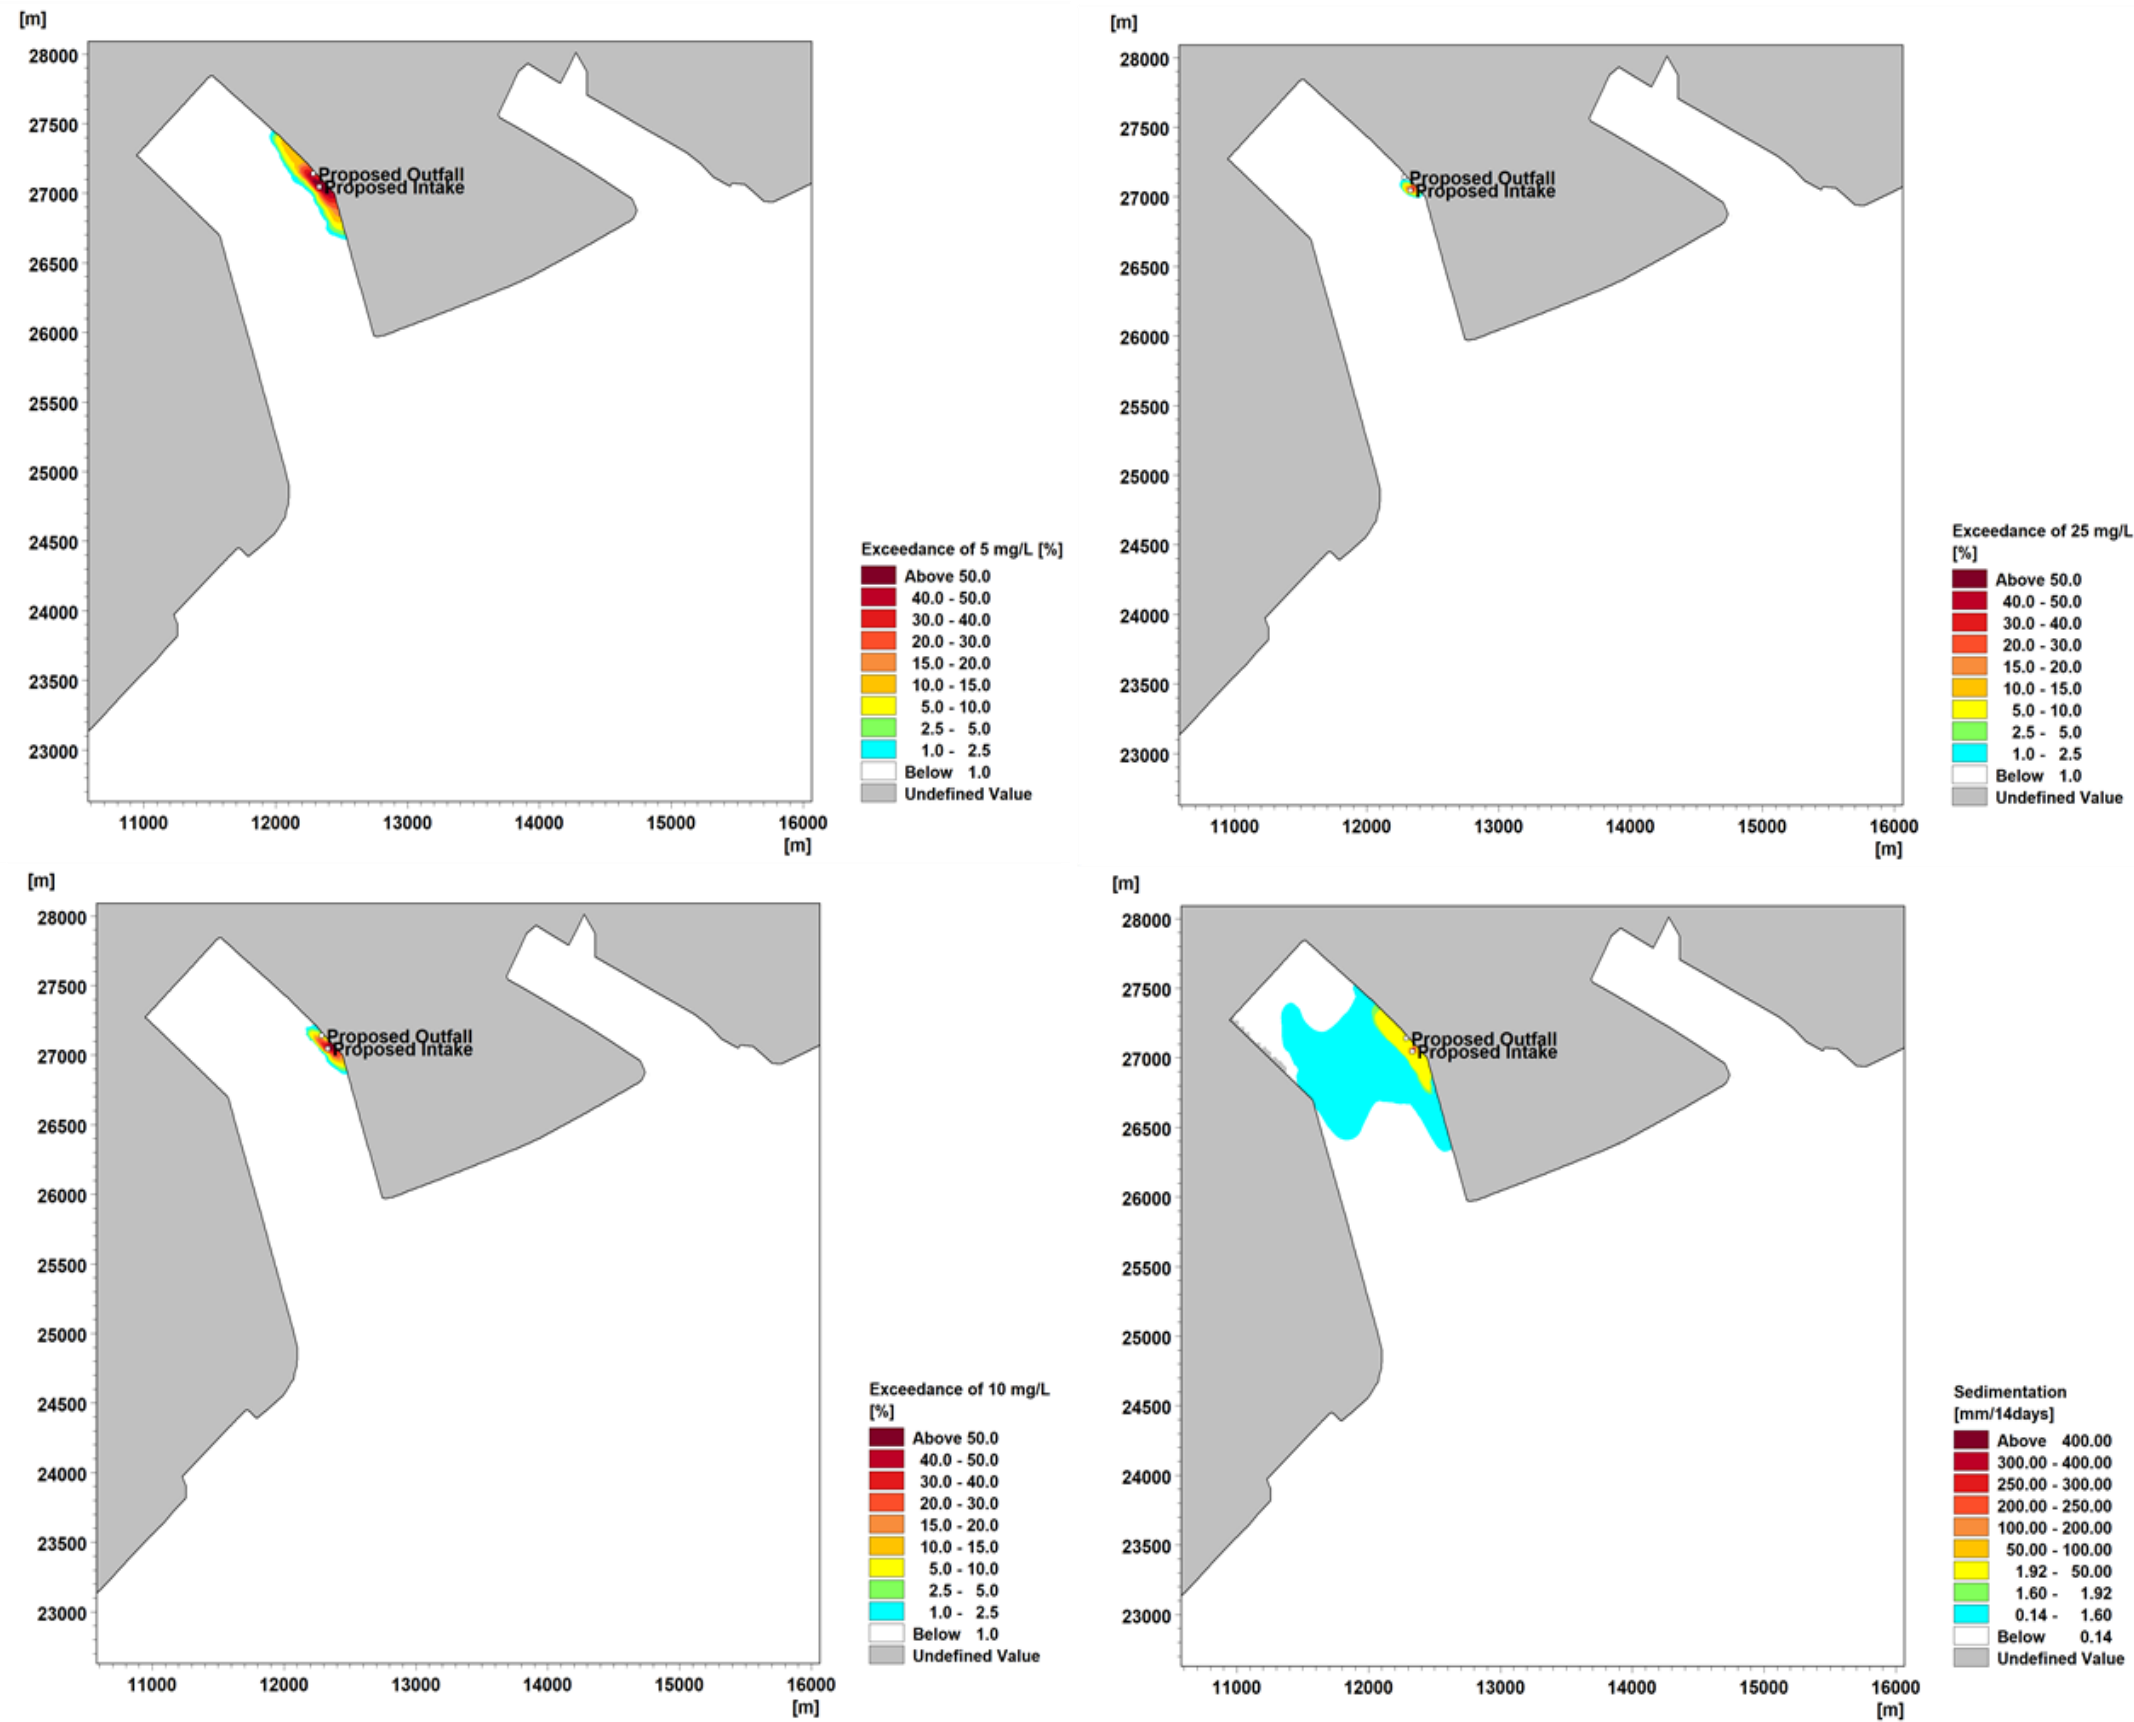 [m]
28000
27500
27000
26500
26000
25500
25000
24500
24000
23500
23000
Proposed Outfall
Proposed Intake
11000 12000 13000 14000 15000 16000
[m]
Exceedance of 5 mg/L [%]
Above 50.0
40.0 - 50.0
30.0 - 40.0
20.0 - 30.0
15.0 - 20.0
10.0 - 15.0
5.0 - 10.0
2.5 - 5.0
1.0 - 2.5
Below 1.0
Undefined Value
[m]
28000
27500
27000
26500
26000
25500
25000
24500
24000
23500
23000
Proposed Outfall
Proposed Intake
11000 12000 13000 14000 15000 16000
[m]
Exceedance of 25 mg/L
[%]
Above 50.0
40.0 - 50.0
30.0 - 40.0
20.0 - 30.0
15.0 - 20.0
10.0 - 15.0
5.0 - 10.0
2.5 - 5.0
1.0 - 2.5
Below 1.0
Undefined Value
[m]
28000
27500
27000
26500
26000
25500
25000
24500
24000
23500
23000
Proposed Outfall
Proposed Intake
11000 12000 13000 14000 15000 16000
[m]
Exceedance of 10 mg/L
[%]
Above 50.0
40.0 - 50.0
30.0 - 40.0
20.0 - 30.0
15.0 - 20.0
10.0 - 15.0
5.0 - 10.0
2.5 - 5.0
1.0 - 2.5
Below 1.0
Undefined Value
[m]
28000
27500
27000
26500
26000
25500
25000
24500
24000
23500
23000
Proposed Outfall
Proposed Intake
11000 12000 13000 14000 15000 16000
[m]
Sedimentation
[mm/14days]
Above 400.00
300.00 - 400.00
250.00 - 300.00
200.00 - 250.00
100.00 - 200.00
50.00 - 100.00
1.92 - 50.00
1.60 - 1.92
0.14 - 1.60
Below 0.14
Undefined Value